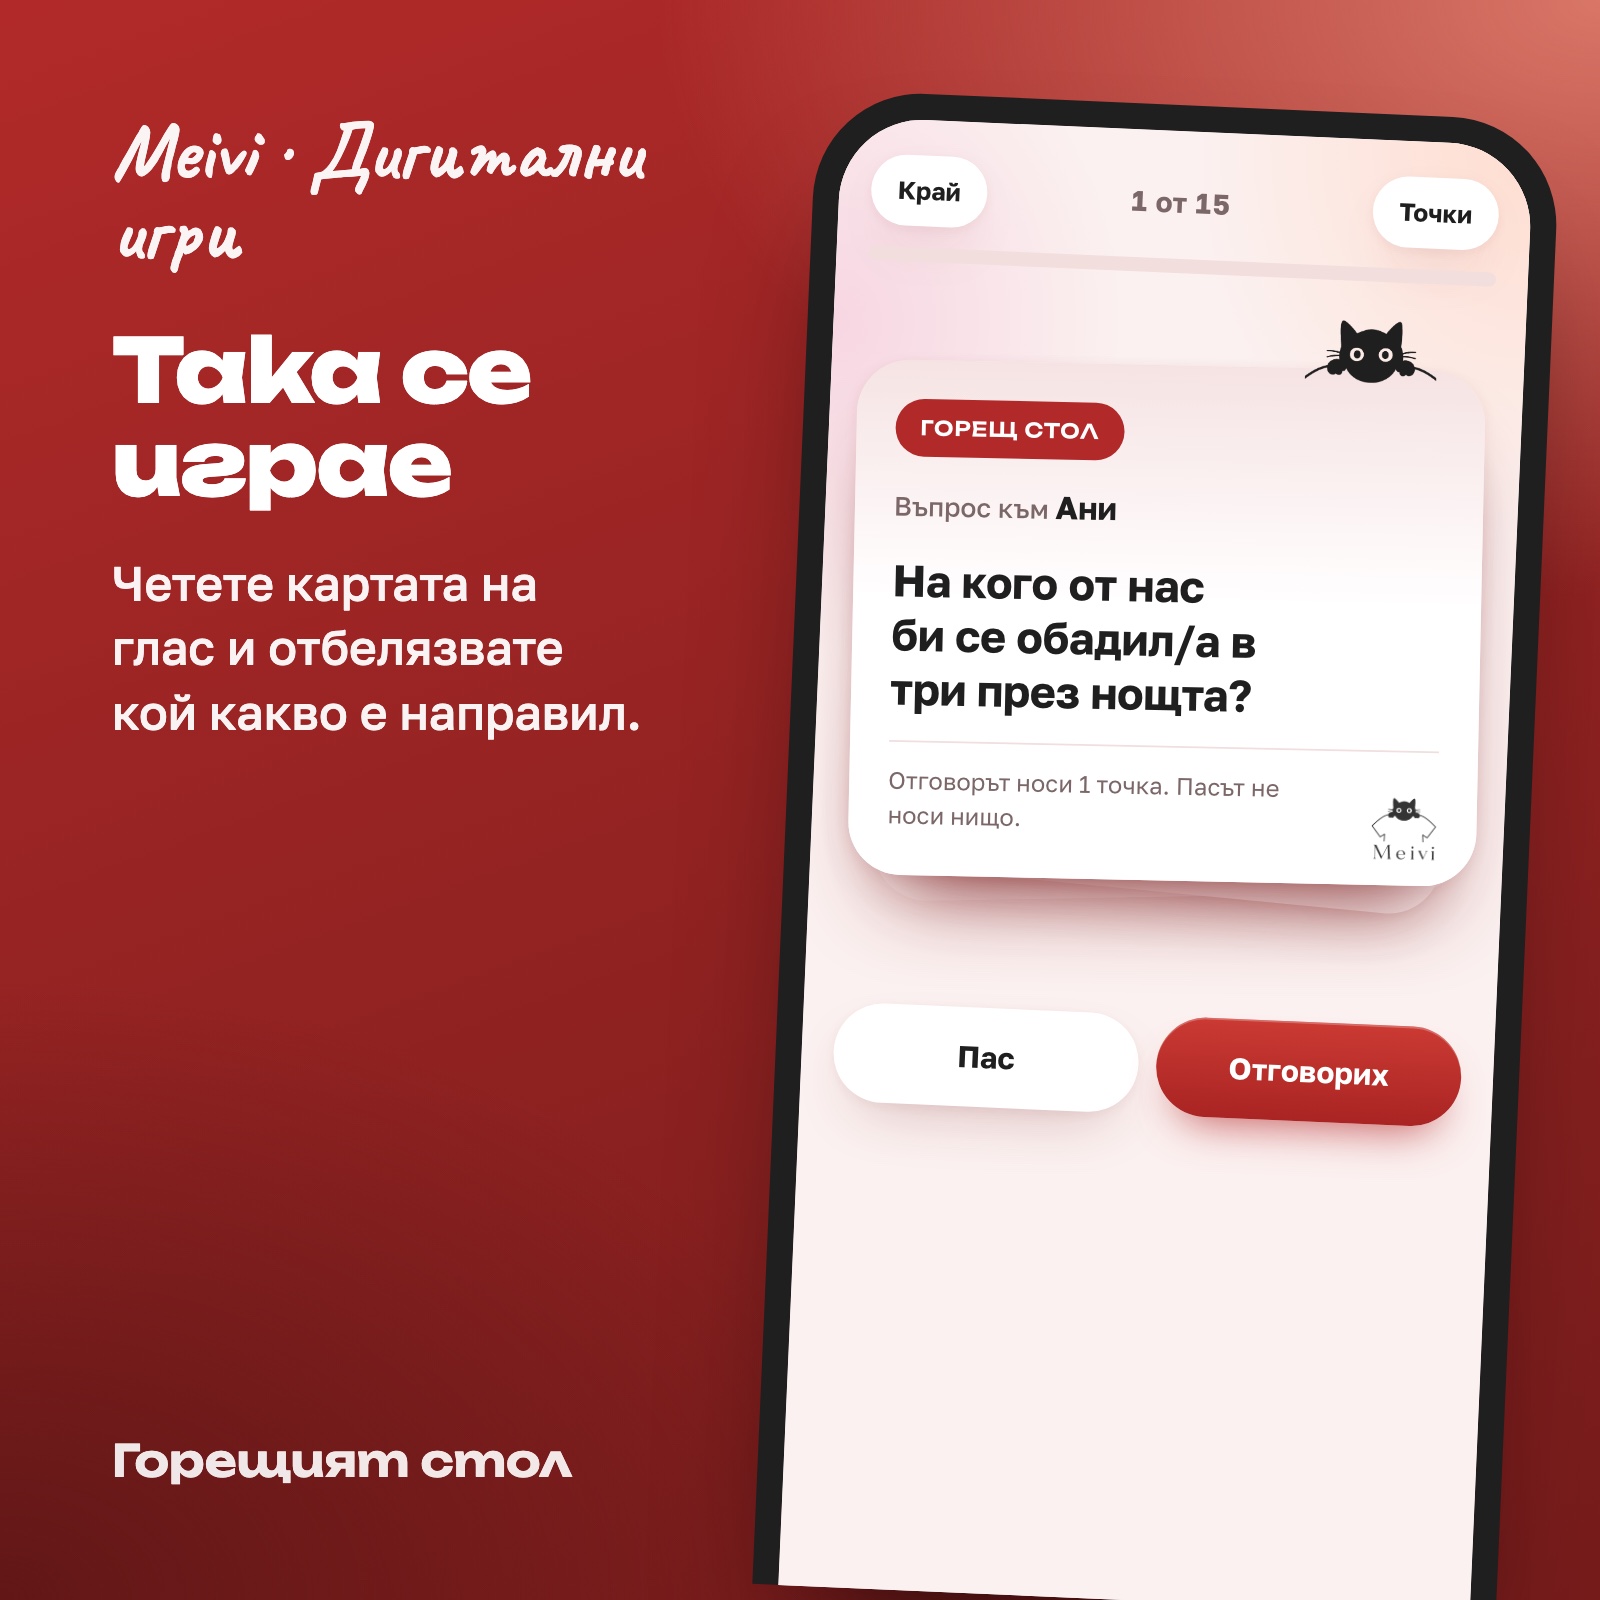 Meivi · Дигитални
игри
Така се
играе
Четете картата на
глас и отбелязвате
кой какво е направил.
Горещият стол
Край
1 от 15
Точки
ГОРЕЩ СТОЛ
Въпрос към Ани
На кого от нас
би се обадил/а в
три през нощта?
Отговорът носи 1 точка. Пасът не
носи нищо.
Meivi
Пас
Отговорих